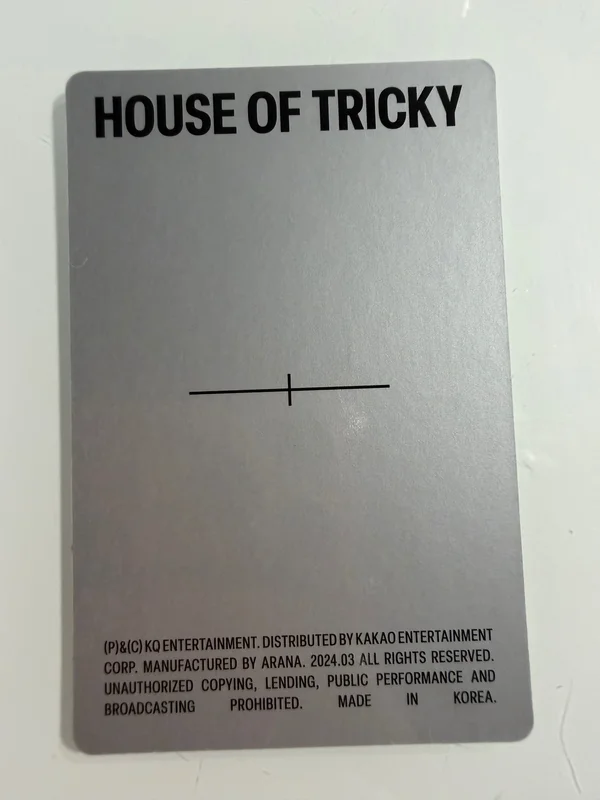 HOUSE OF TRICKY
(P)&(C) KQ ENTERTAINMENT. DISTRIBUTED BY KAKAO ENTERTAINMENT
CORP. MANUFACTURED BY ARANA. 2024.03 ALL RIGHTS RESERVED.
UNAUTHORIZED COPYING, LENDING, PUBLIC PERFORMANCE AND
BROADCASTING PROHIBITED. MADE IN KOREA.